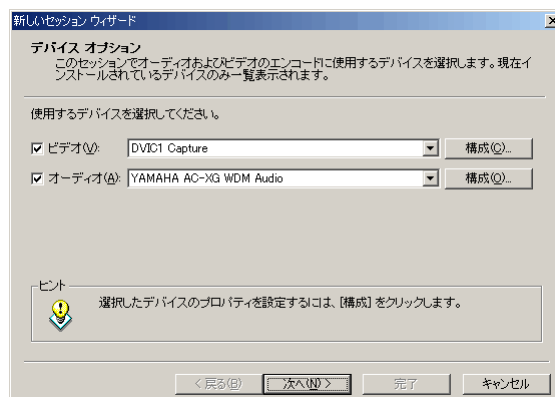 新しいセッション ウィザード
デバイス オプション
このセッションでオーディオおよびビデオのエンコードに使用するデバイスを選択します。現在イ
ンストールされているデバイスのみ一覧表示されます。
使用するデバイスを選択してください。
ビデオ(V): DVIC1 Capture 構成(C)...
オーディオ(A): YAMAHA AC-XG WDM Audio 構成(O)...
ヒント
選択したデバイスのプロパティを設定するには、[構成] をクリックします。
< 戻る(B) 次へ(N) > 完了 キャンセル